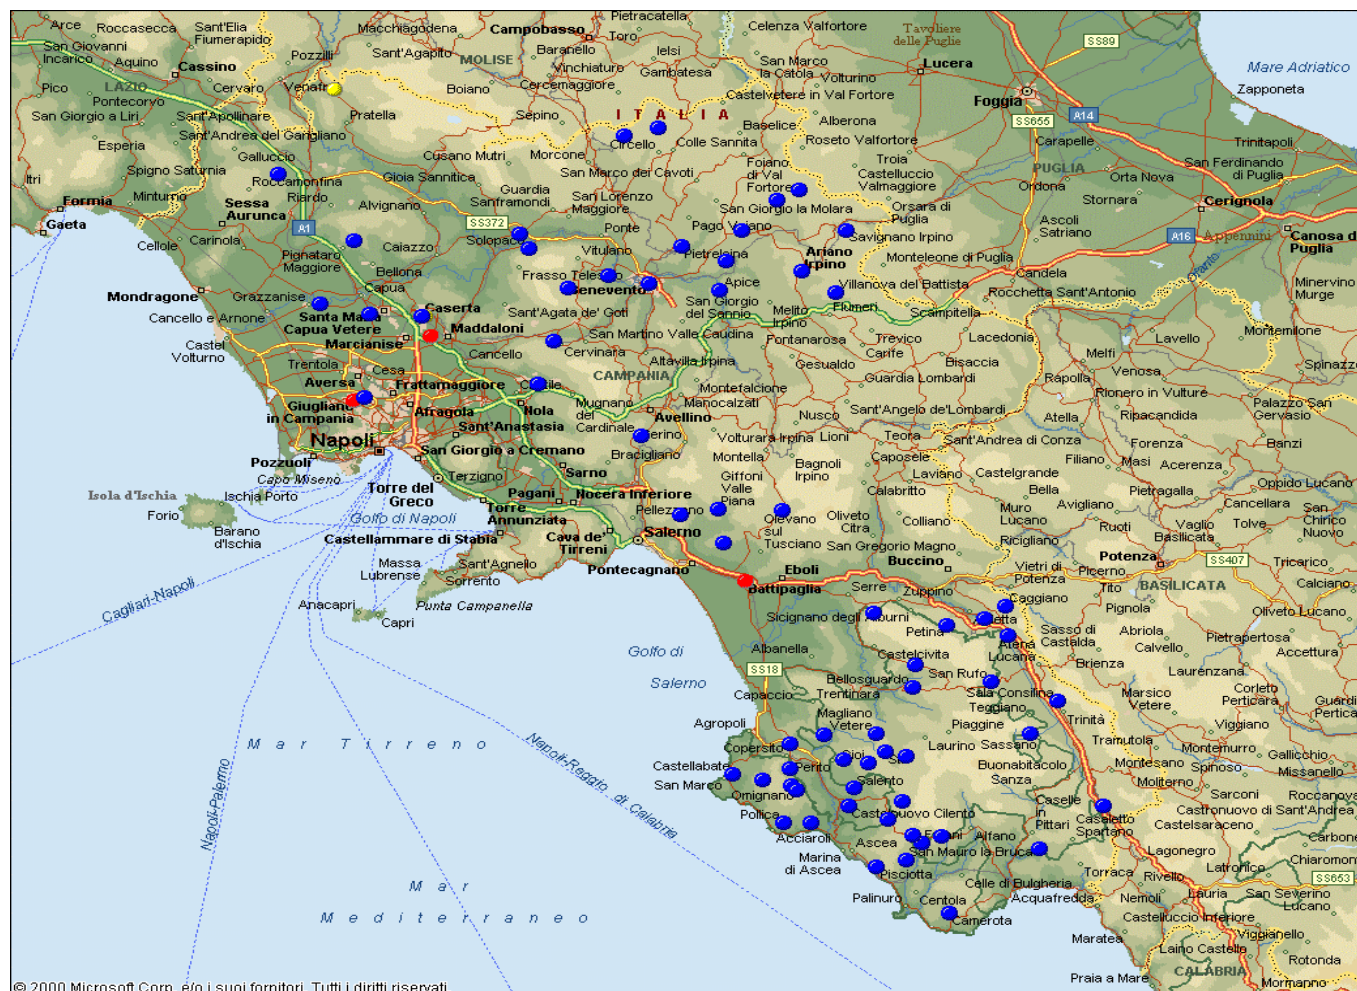 Arce
Roccasecca
Sant'Elia
Fiumerapido
Macchiagodena
Pietracatella
Campobasso
Toro
Celenza Valfortore
Tavoliere
delle Puglie
SS89
San Giovanni
Incarico
Aquino
Cassino
Pozzilli
Sant'Agapito
MOLISE
Baranello
Ielsi
Vinchiaturo
Gambatesa
San Marco
la Catola
Volturino
Lucera
Mare Adriatico
Zapponeta
Pico
LAZIO
Cervaro
Venafro
Boiano
Cercemaggiore
Castelvetere in Val Fortore
Foggia
Pontecorvo
San Giorgio a Liri
Sant'Apollinare
Pratella
Sepino
ITALIA
Baselice
Alberona
SS655
A14
Sant'Andrea del Garigliano
Circello
Colle Sannita
Roseto Valfortore
Carapelle
Trinitapoli
Esperia
Galluccio
Cusano Mutri
Morcone
Foiano
di Val
Fortore
Troia
PUGLIA
San Ferdinando
di Puglia
Itri
Spigno Saturnia
Roccamonfina
Gioia Sannitica
San Marco dei Cavoti
Castelluccio
Valmaggiore
Ordona
Orta Nova
Formia
Minturno
Riardo
Guardia
Sanframondi
San Lorenzo
Maggiore
San Giorgio la Molara
Orsara di
Puglia
Stornara
Cerignola
Gaeta
Sessa
Aurunca
Alvignano
SS372
Ponte
Pago Veiano
Ascoli
Satriano
A1
Cellole
Carinola
Caiazzo
Solopaca
Vitulano
Pietrelcina
Savignano Irpino
A16
Appennini
Canosa d
Puglia
Pignataro
Maggiore
Bellona
Ariano
Irpino
Monteleone di Puglia
Candela
Ofanto
Mondragone
Grazzanise
Capua
Frasso Telesino
Benevento
Apice
Villanova del Battista
Rocchetta Sant'Antonio
Minervino
Murge
Cancello e Arnone
Santa Maria
Capua Vetere
Caserta
Sant'Agata de' Goti
San Giorgio
del Sannio
Melito
Irpino
Flumeri
Scampitella
Castel
Volturno
Marcianise
Maddaloni
San Martino Valle Caudina
Fontanarosa
Trevico
Lacedonia
Montemilone
Lavello
Trentola
Cesa
Cancello
Cervinara
Altavilla Irpina
Carife
Melfi
Spinazz
Aversa
Frattamaggiore
CAMPANIA
Gesualdo
Bisaccia
Venosa
Giugliano
in Campania
Afragola
Nola
Mugnano
del
Cardinale
Montefalcione
Manocalzati
Guardia Lombardi
Rapolla
Rionero in Vulture
Palazzo San
Gervasio
Napoli
Sant'Anastasia
Avellino
Nusco
Sant'Angelo de'Lombardi
Atella
Ripacandida
Pozzuoli
San Giorgio a Cremano
Serino
Volturara Irpina
Lioni
Teora
Sant'Andrea di Conza
Forenza
Banzi
Capo Miseno
Terzigno
Sarno
Bracigliano
Montella
Caposele
Filiano
Masi
Acerenza
Isola d'Ischia
Ischia Porto
Torre del
Greco
Pagani
Nocera Inferiore
Giffoni
Valle
Piana
Bagnoli
Irpino
Laviano
Castelgrande
Oppido Lucano
Forio
Golfo di Napoli
Torre
Annunziata
Pellezzano
Calabritto
Bella
Pietragalla
Barano
d'Ischia
Castellammare di Stabia
Cava de'
Tirreni
Salerno
Olevano
sul
Tusciano
Oliveto
Citra
Colliano
Muro
Lucano
Avigliano
Cancellara
San
Chirico
Nuovo
Massa
Lubrense
Sant'Agnello
Sorrento
Pontecagnano
San Gregorio Magno
Ricigliano
Ruoti
Vaglio
Basilicata
Tolve
Cagliari-Napoli
Anacapri
Capri
Punta Campanella
Eboli
Battipaglia
Buccino
Vietri di
Potenza
Potenza
Picerno
SS407
Tricarico
Serre
Zuppino
Caggiano
Tito
BASILICATA
Calciano
Sicignano degli Alburni
Petina
Pignola
Oliveto Lucano
Golfo di
Salerno
Albanella
Castelcivita
Atena
Lucana
Sasso di
Castalda
Abriola
Pietrapertosa
SS18
Bellosguardo
San Rufo
Brienza
Calvello
Accettura
Capaccio
Trentinara
Sala Consilina
Teggiano
Marsico
Vetere
Laurenzana
Corleto
Perticara
Guardi
Pertica
Agropoli
Magliano
Vetere
Piaggine
Trinità
Viggiano
Mar Tirreno
Napoli-Reggio di Calabria
Copersito
Gioi
Laurino
Sassano
Tramutola
Montemurro
Gallicchio
Castellabate
Perito
Buonabitacolo
Montesano
Spinoso
Missanello
San Marco
Omignano
Salento
Sanza
Moliterno
Sarconi
Roccanova
Napoli-Palermo
Pollica
Castelnuovo Cilento
Caselle
in
Pittari
Casaletto
Spartano
Castronuovo di Sant'Andrea
Castelsaraceno
Acciaroli
Ascea
Alfano
Carbone
Marina
di Ascea
San Mauro la Bruca
Lagonegro
Latronico
Chiaromon
Mar
Pisciotta
Torraca
Rivello
SS653
Palinuro
Celle di Bulgheria
Acquafredda
Nemoli
Lauria
San Severino
Lucano
Mediterraneo
Centola
Camerota
Castelluccio Inferiore
Maratea
Viggianello
Laino Castello
Rotonda
Praia a Mare
CALABRIA
Mormanno
© 2000 Microsoft Corp. e/o i suoi fornitori. Tutti i diritti riservati.